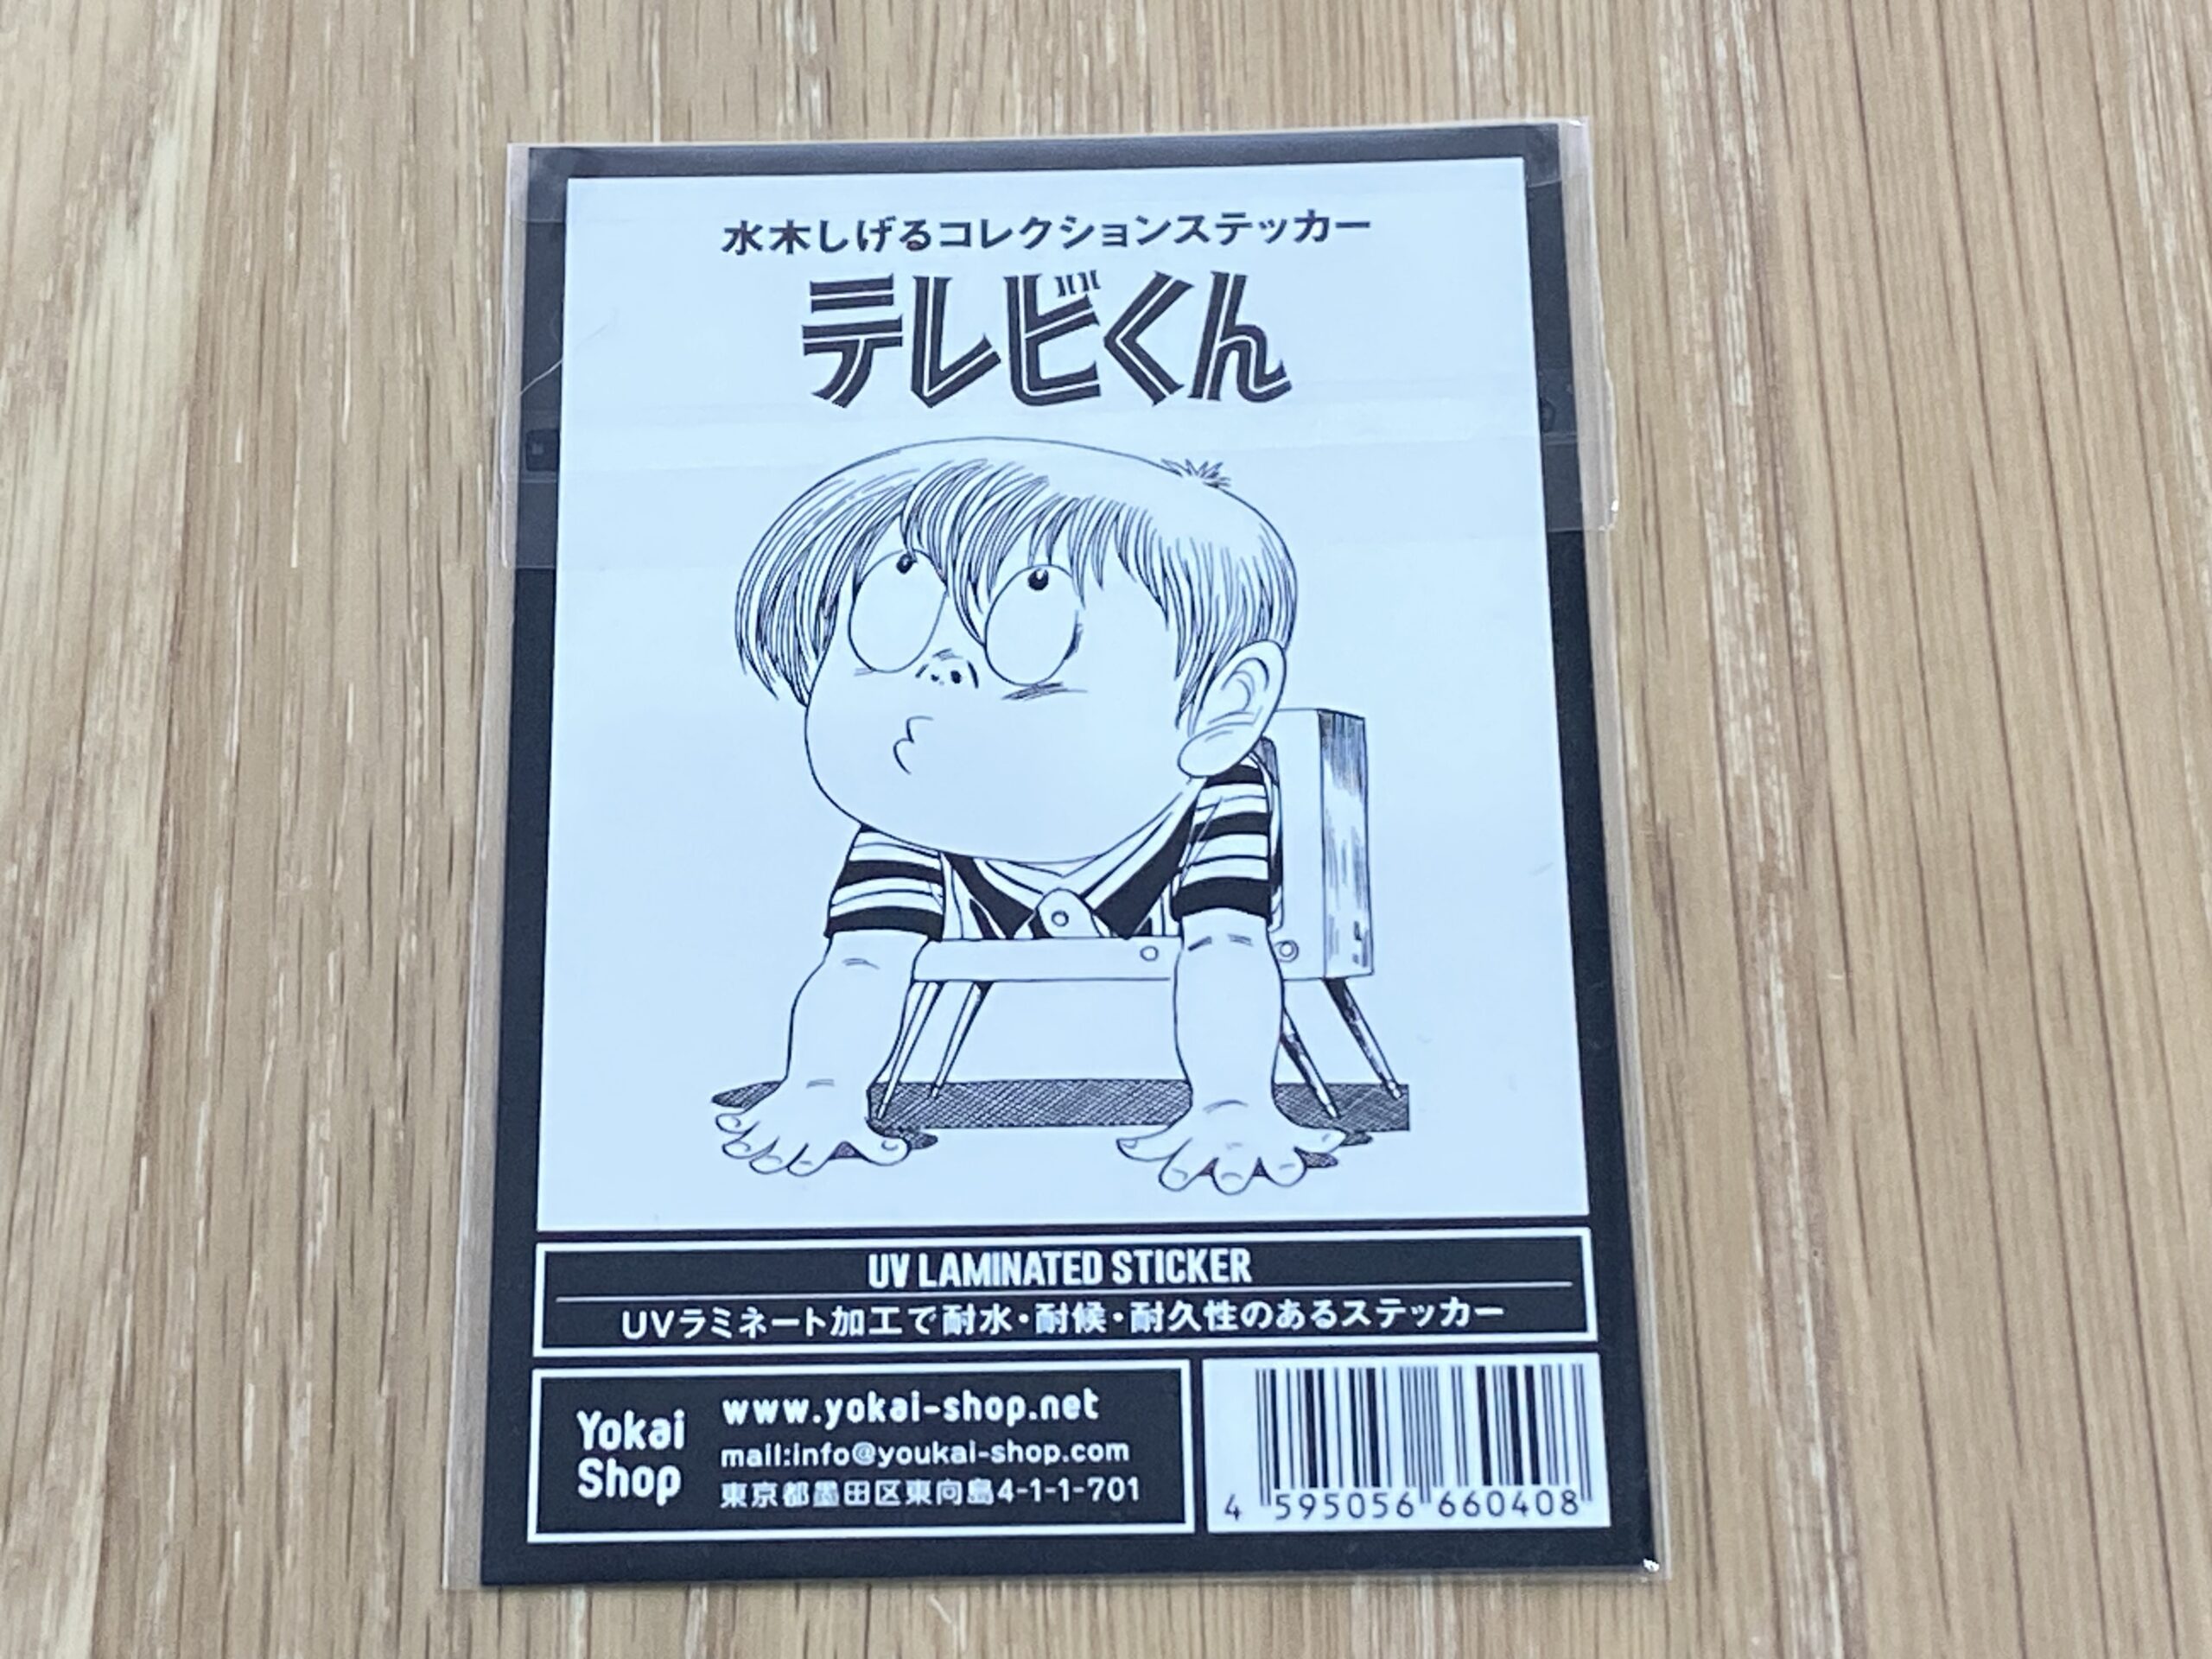 水木しげるコレクションステッカー
テレビくん
UV LAMINATED STICKER
UVラミネート加工で耐水・耐候・耐久性のあるステッカー
Yokai
Shop
www.yokai-shop.net
mail:info@youkai-shop.com
東京都墨田区東向島4-1-1-701
4 595056 660408